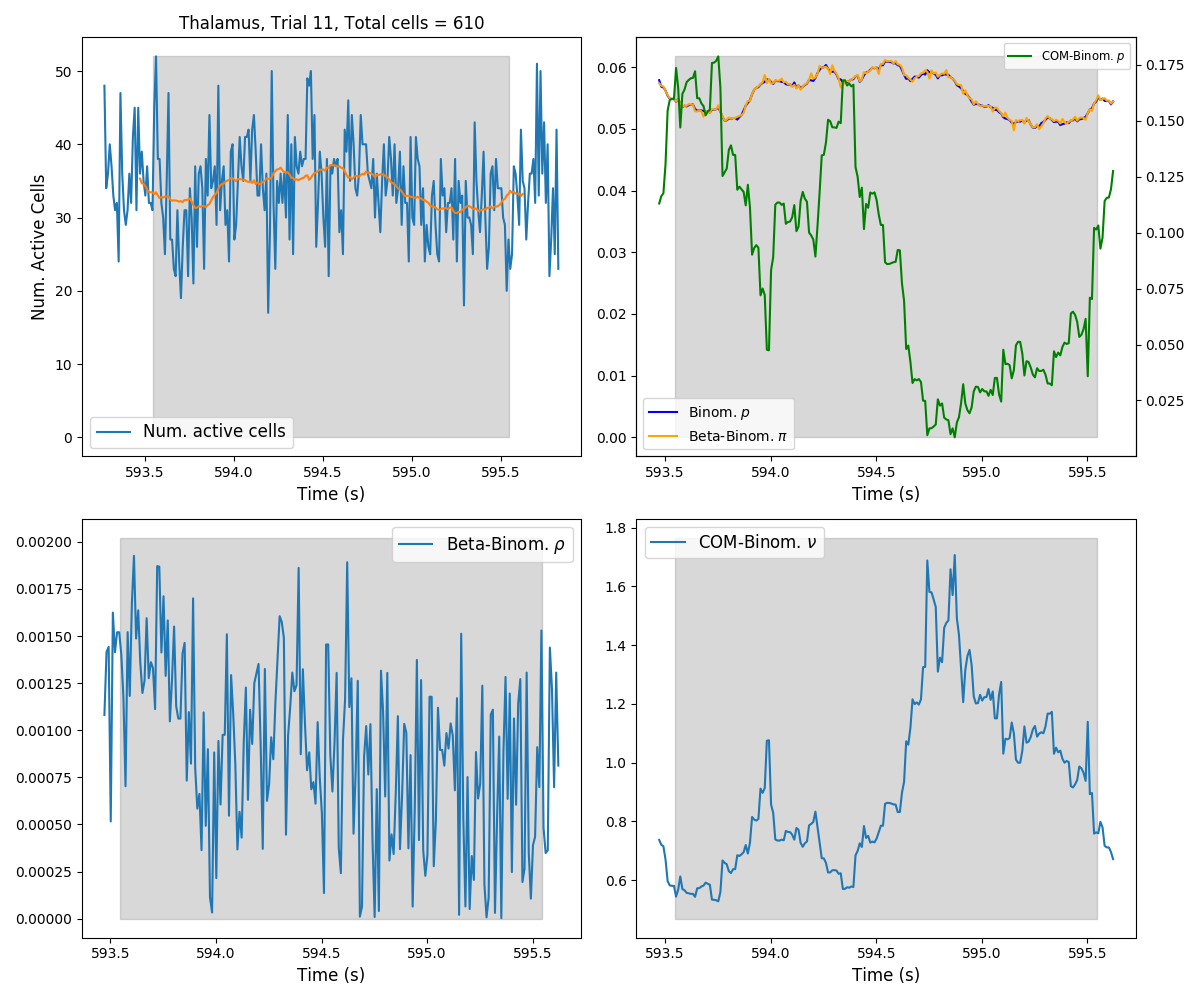 Thalamus, Trial 11, Total cells = 610
Num. Active Cells
50
40
30
20
10
0
Num. active cells
593.5 594.0 594.5 595.0 595.5
Time (s)
0.06
0.05
0.04
0.03
0.02
0.01
0.00
COM-Binom. p
0.175
0.150
0.125
0.100
0.075
0.050
0.025
Binom. p
Beta-Binom. π
593.5 594.0 594.5 595.0 595.5
Time (s)
0.00200
0.00175
0.00150
0.00125
0.00100
0.00075
0.00050
0.00025
0.00000
Beta-Binom. ρ
593.5 594.0 594.5 595.0 595.5
Time (s)
1.8
1.6
1.4
1.2
1.0
0.8
0.6
COM-Binom. ν
593.5 594.0 594.5 595.0 595.5
Time (s)